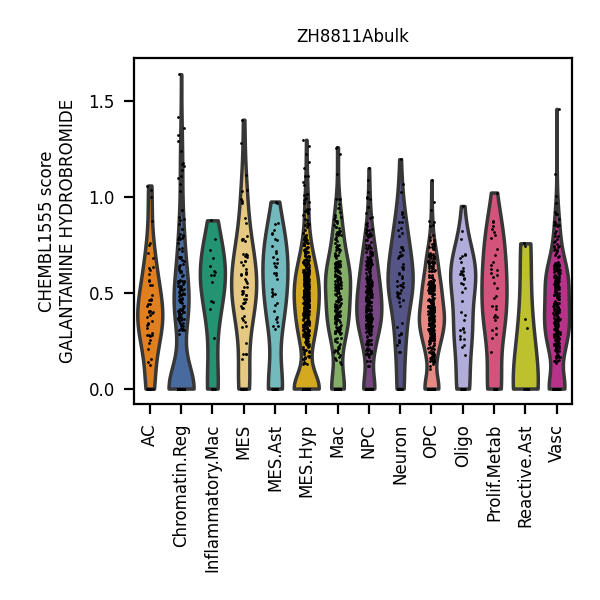 ZH8811Abulk
CHEMBL1555 score
GALANTAMINE HYDROBROMIDE
1.5
1.0
0.5
0.0
AC
Chromatin.Reg
Inflammatory.Mac
MES
MES.Ast
MES.Hyp
Mac
NPC
Neuron
OPC
Oligo
Prolif.Metab
Reactive.Ast
Vasc